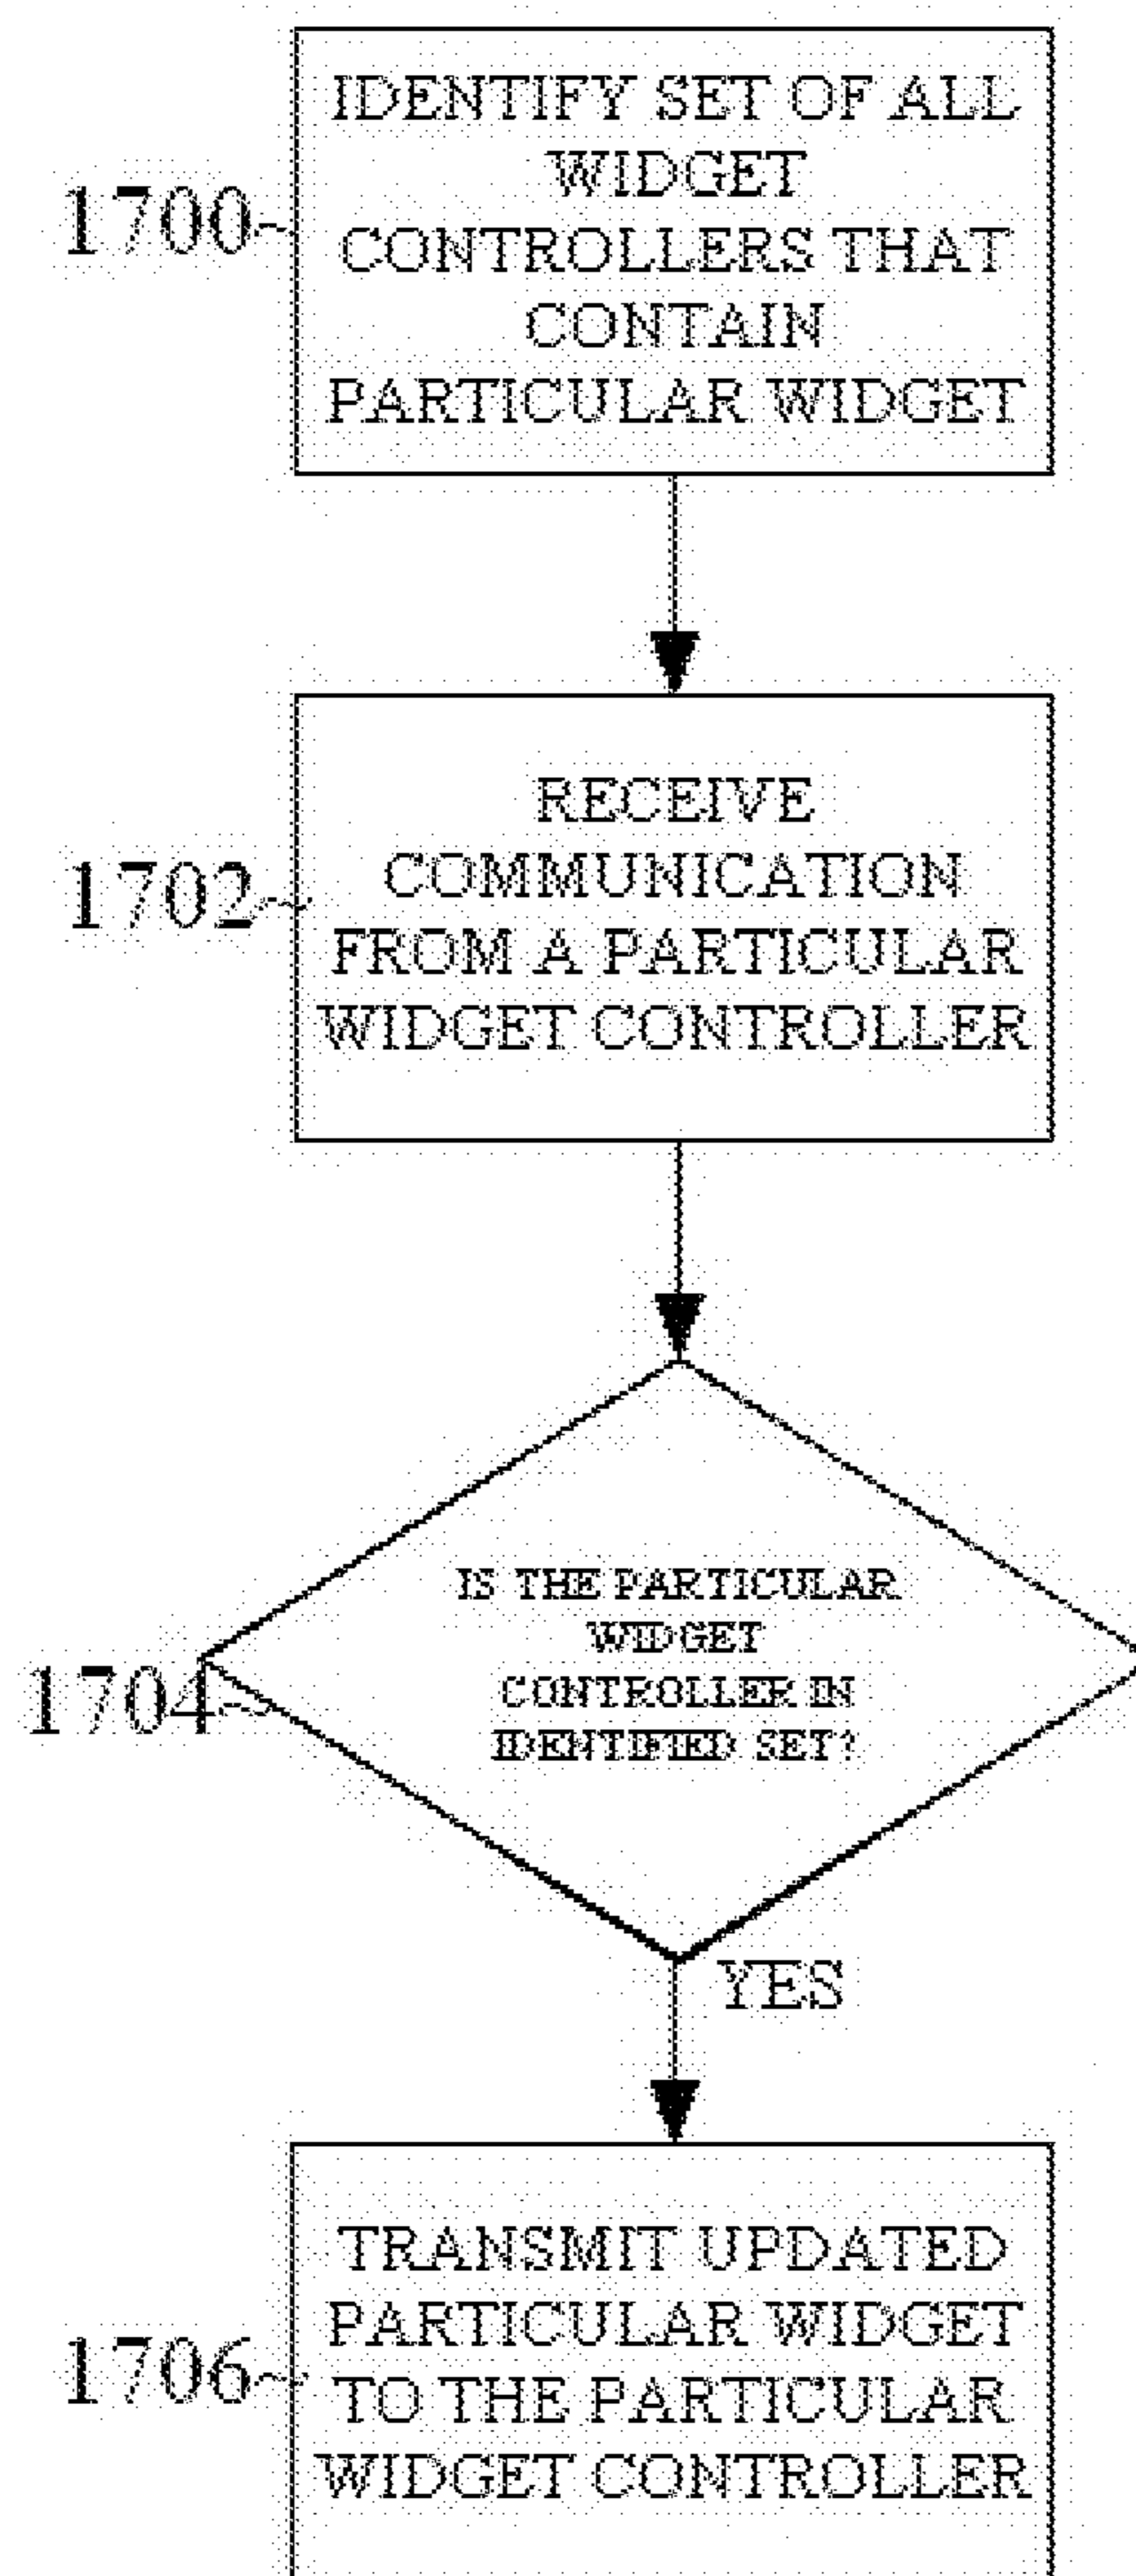 IDENTIFY SET OF ALL
WIDGET
1700
CONTROLLERS THAT
CONTAIN
PARTICULAR WIDGET
RECEIVE
COMMUNICATION
1702
FROM A PARTICULAR
WIDGET CONTROLLER
IS THE PARTICULAR
WIDGET
CONTROLLER IN
1704
IDENTIFIED SET?
YES
TRANSMIT UPDATED
PARTICULAR WIDGET
1706
TO THE PARTICULAR
WIDGET CONTROLLER